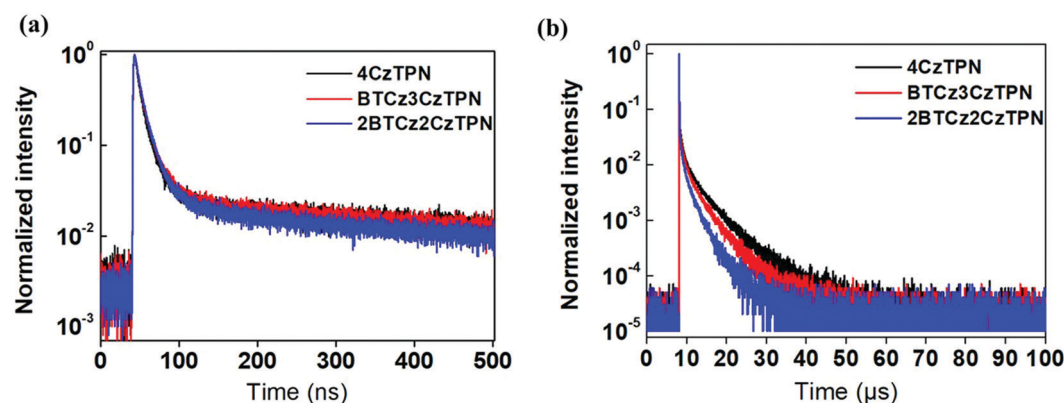 (a)
Normalized intensity
10⁰
10⁻¹
10⁻²
10⁻³
4CzTPN
BTCz3CzTPN
2BTCz2CzTPN
0 100 200 300 400 500
Time (ns)
(b)
Normalized intensity
10⁰
10⁻¹
10⁻²
10⁻³
10⁻⁴
10⁻⁵
4CzTPN
BTCz3CzTPN
2BTCz2CzTPN
0 10 20 30 40 50 60 70 80 90 100
Time (µs)